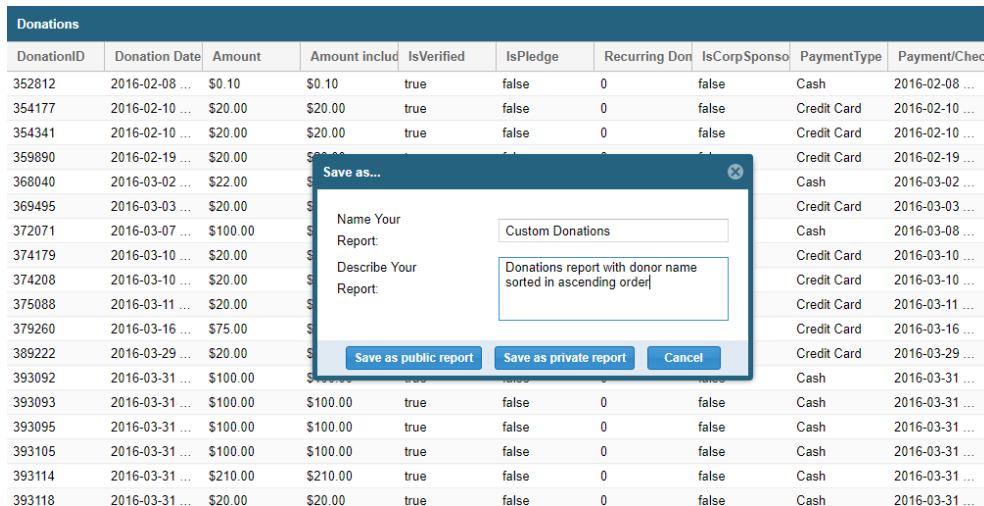 Donations
DonationID Donation Date Amount Amount includ IsVerified IsPledge Recurring Don IsCorpSponso PaymentType Payment/Chec
352812 2016-02-08 ... $0.10 $0.10 true false 0 false Cash 2016-02-08 ...
354177 2016-02-10 ... $20.00 $20.00 true false 0 false Credit Card 2016-02-10 ...
354341 2016-02-10 ... $20.00 $20.00 true false 0 false Credit Card 2016-02-10 ...
359890 2016-02-19 ... $20.00 Credit Card 2016-02-19 ...
368040 2016-03-02 ... $22.00 Cash 2016-03-02 ...
369495 2016-03-03 ... $20.00 Credit Card 2016-03-03 ...
372071 2016-03-07 ... $100.00 Cash 2016-03-08 ...
374179 2016-03-10 ... $20.00 Credit Card 2016-03-10 ...
374208 2016-03-10 ... $20.00 Credit Card 2016-03-10 ...
375088 2016-03-11 ... $20.00 Credit Card 2016-03-11 ...
379260 2016-03-16 ... $75.00 Credit Card 2016-03-16 ...
389222 2016-03-29 ... $20.00 Credit Card 2016-03-29 ...
393092 2016-03-31 ... $100.00 Cash 2016-03-31 ...
393093 2016-03-31 ... $100.00 $100.00 true false 0 false Cash 2016-03-31 ...
393095 2016-03-31 ... $100.00 $100.00 true false 0 false Cash 2016-03-31 ...
393105 2016-03-31 ... $100.00 $100.00 true false 0 false Cash 2016-03-31 ...
393114 2016-03-31 ... $210.00 $210.00 true false 0 false Cash 2016-03-31 ...
393118 2016-03-31 ... $20.00 $20.00 true false 0 false Cash 2016-03-31 ...
Save as...
Name Your
Report:
Custom Donations
Describe Your
Report:
Donations report with donor name
sorted in ascending order
Save as public report Save as private report Cancel